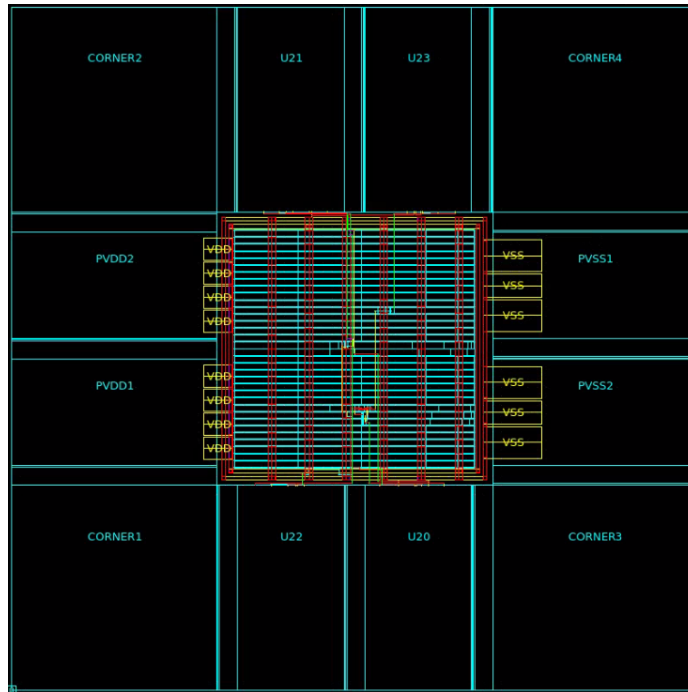 CORNER2 U21 U23 CORNER4
VDD VSS
PVDD2 PVSS1
VDD VSS
VDD VSS
VDD
VDD VSS
PVDD1 PVSS2
VDD VSS
VDD VSS
VDD
CORNER1 U22 U20 CORNER3